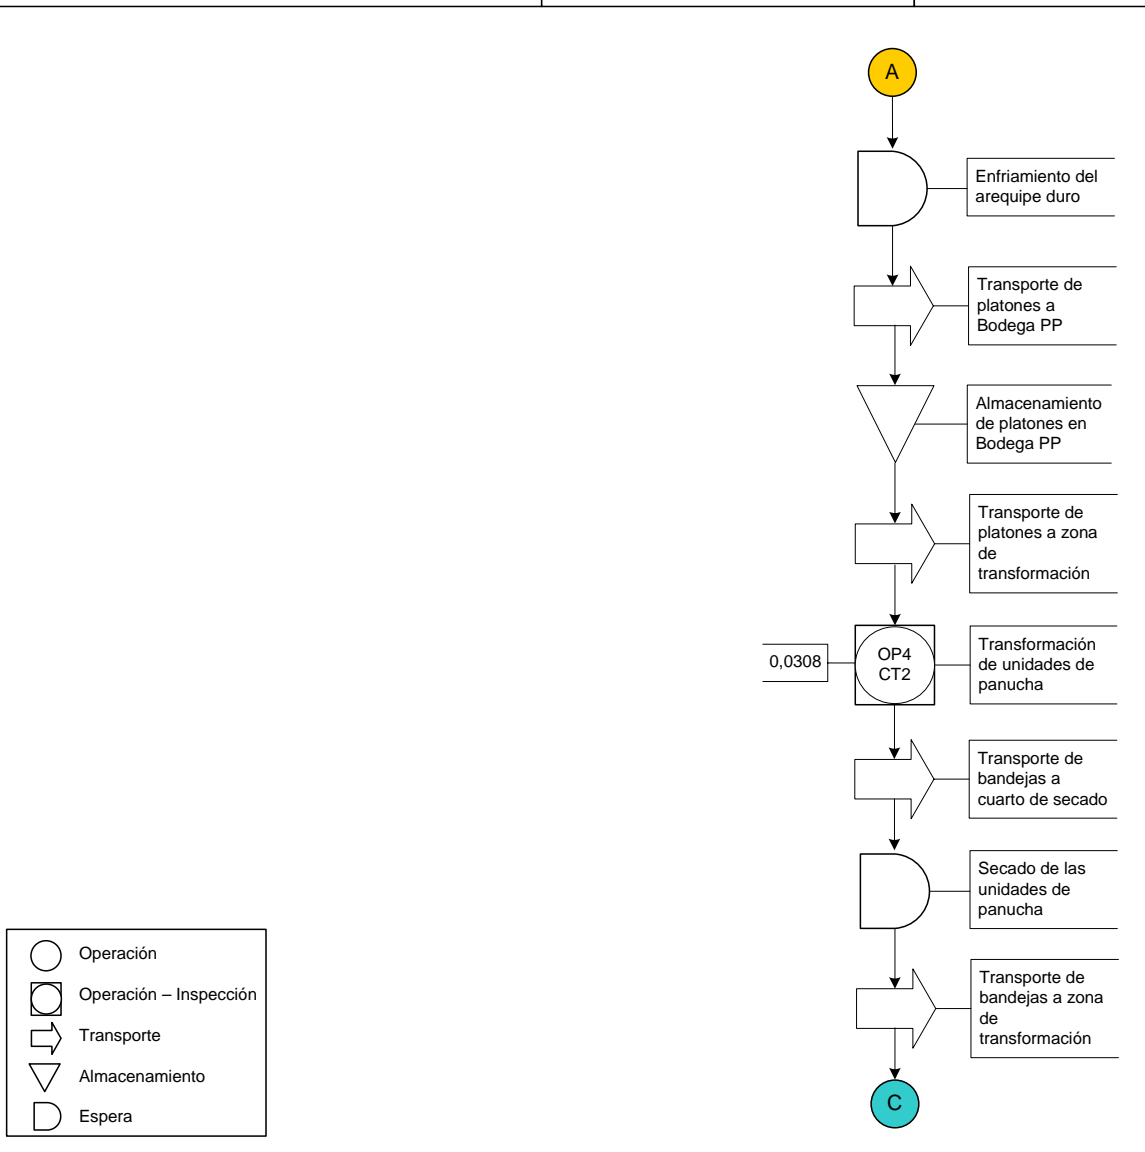 A
Enfriamiento del
arequipe duro
Transporte de
platones a
Bodega PP
Almacenamiento
de platones en
Bodega PP
Transporte de
platones a zona
de
transformación
0,0308
OP4
CT2
Transformación
de unidades de
panucha
Transporte de
bandejas a
cuarto de secado
Secado de las
unidades de
panucha
Transporte de
bandejas a zona
de
transformación
C
Operación
Operación – Inspección
Transporte
Almacenamiento
Espera